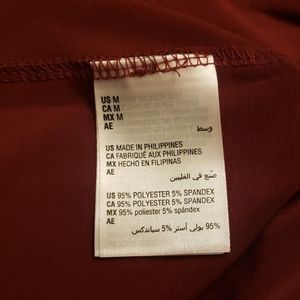 US M
CA M
MX M
AE
وسط
US MADE IN PHILIPPINES
CA FABRIQUÉ AUX PHILIPPINES
MX HECHO EN FILIPINAS
AE
صنع في الفلبين
US 95% POLYESTER 5% SPANDEX
CA 95% POLYESTER 5% SPANDEX
MX 95% poliéster 5% spándex
AE
95% بولي أستر 5% سباندكس